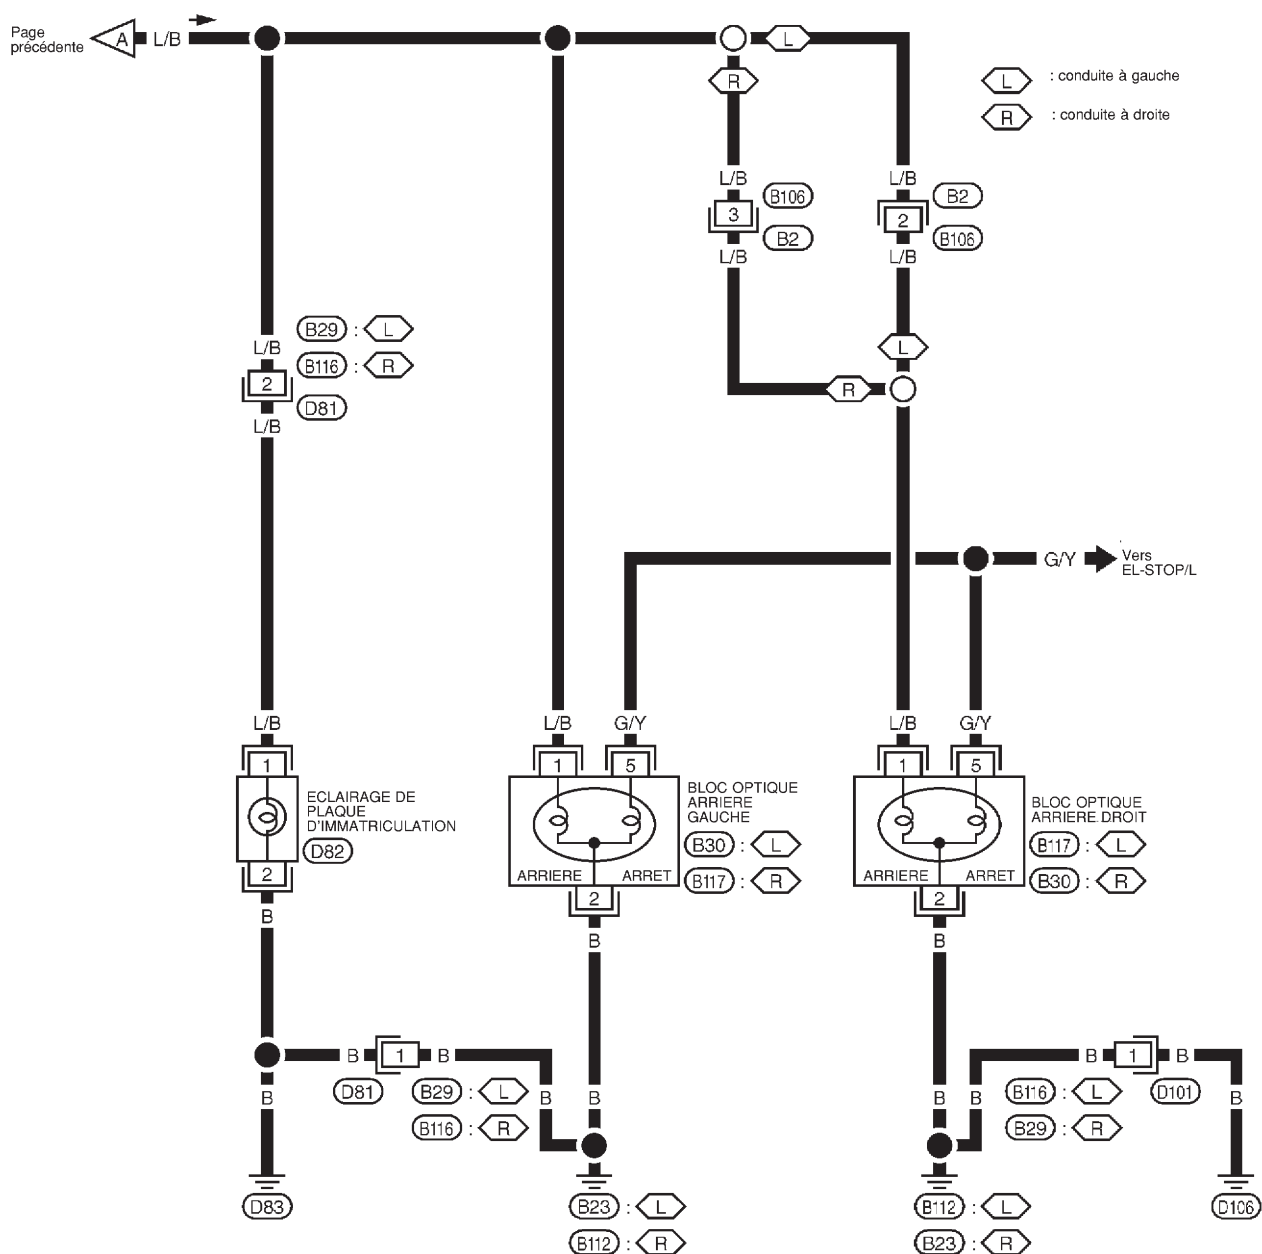 Page
précédente
A
L/B
L
R
L : conduite à gauche
R : conduite à droite
L/B
L/B
3
B106
B2
2
B2
B106
L/B
L/B
B29 : L
B116 : R
L/B
2
D81
L/B
L
R
G/Y
Vers
EL-STOP/L
L/B
L/B
G/Y
L/B
G/Y
1
1
5
1
5
ECLAIRAGE DE
PLAQUE
D'IMMATRICULATION
D82
2
BLOC OPTIQUE
ARRIERE
GAUCHE
B30 : L
B117 : R
ARRIERE
ARRET
2
BLOC OPTIQUE
ARRIERE DROIT
B117 : L
B30 : R
ARRIERE
ARRET
2
B
B
B
B
1
B
B
1
B
D81
B29 : L
B116 : R
B116 : L
B29 : R
D101
B
B
B
B
B
B
D83
B23 : L
B112 : R
B112 : L
B23 : R
D106